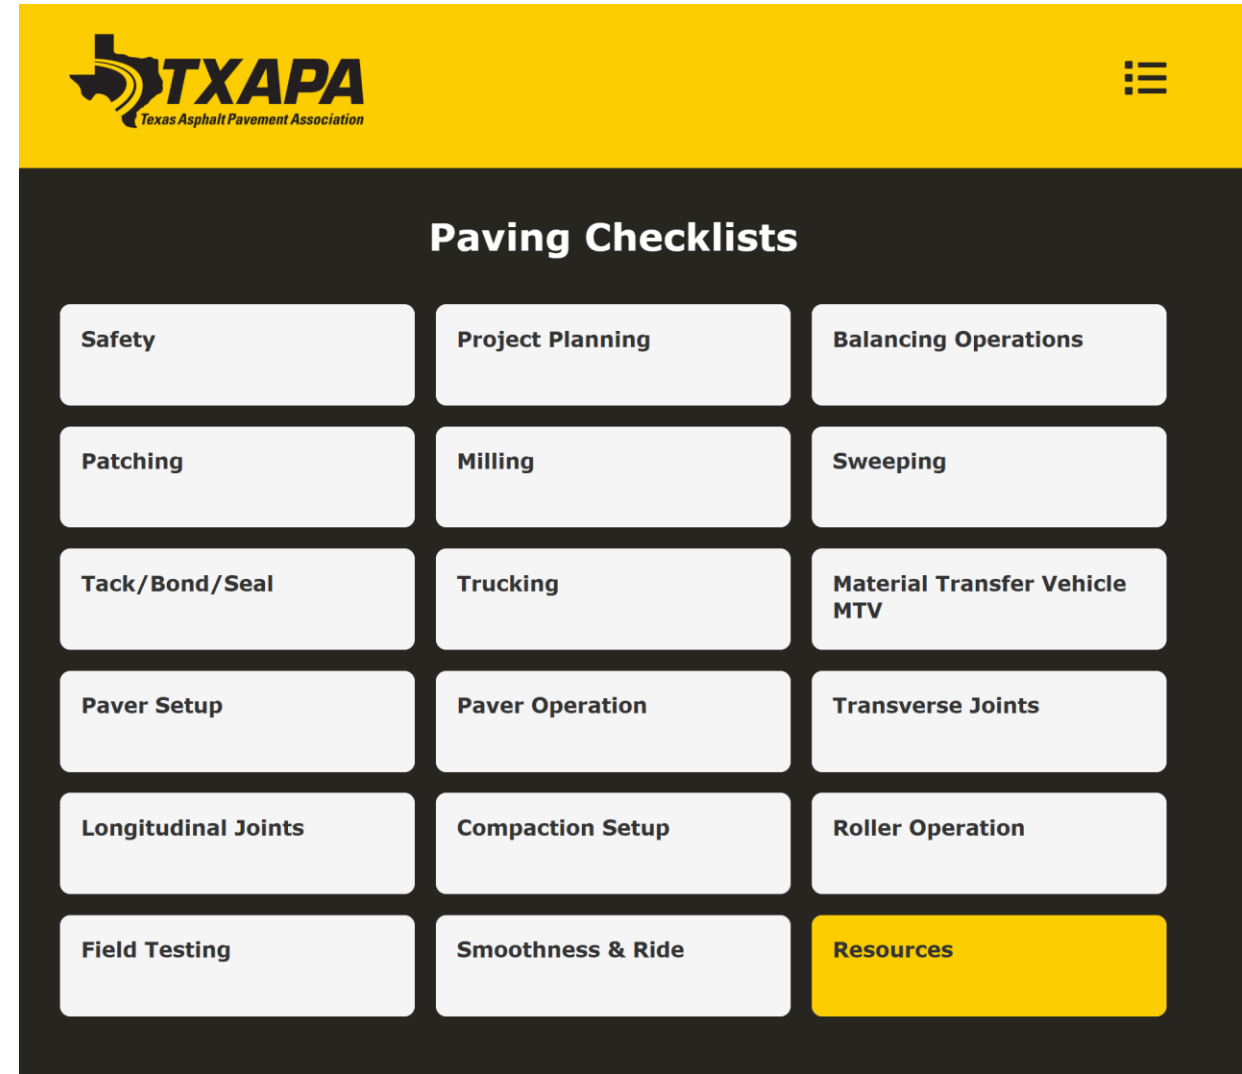 TXAPA
Texas Asphalt Pavement Association
Paving Checklists
Safety
Project Planning
Balancing Operations
Patching
Milling
Sweeping
Tack/Bond/Seal
Trucking
Material Transfer Vehicle
MTV
Paver Setup
Paver Operation
Transverse Joints
Longitudinal Joints
Compaction Setup
Roller Operation
Field Testing
Smoothness & Ride
Resources